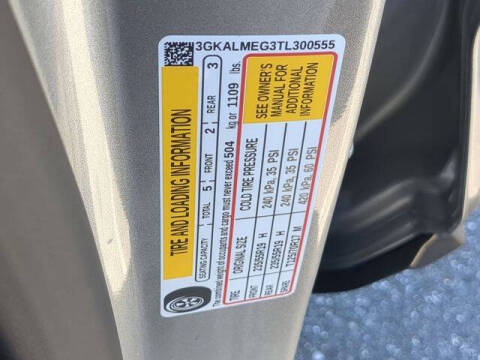 3GKALMEG3TL300555
TIRE AND LOADING INFORMATION
SEATING CAPACITY TOTAL 5 FRONT 2 REAR 3
The combined weight of occupants and cargo must never exceed 504 kg or 1109 lbs.
TIRE ORIGINAL SIZE COLD TIRE PRESSURE
FRONT 235/55R19 H 240 kPa, 35 PSI
REAR 235/55R19 H 240 kPa, 35 PSI
SPARE T125/70R17 M 420 kPa, 60 PSI
SEE OWNER'S
MANUAL FOR
ADDITIONAL
INFORMATION